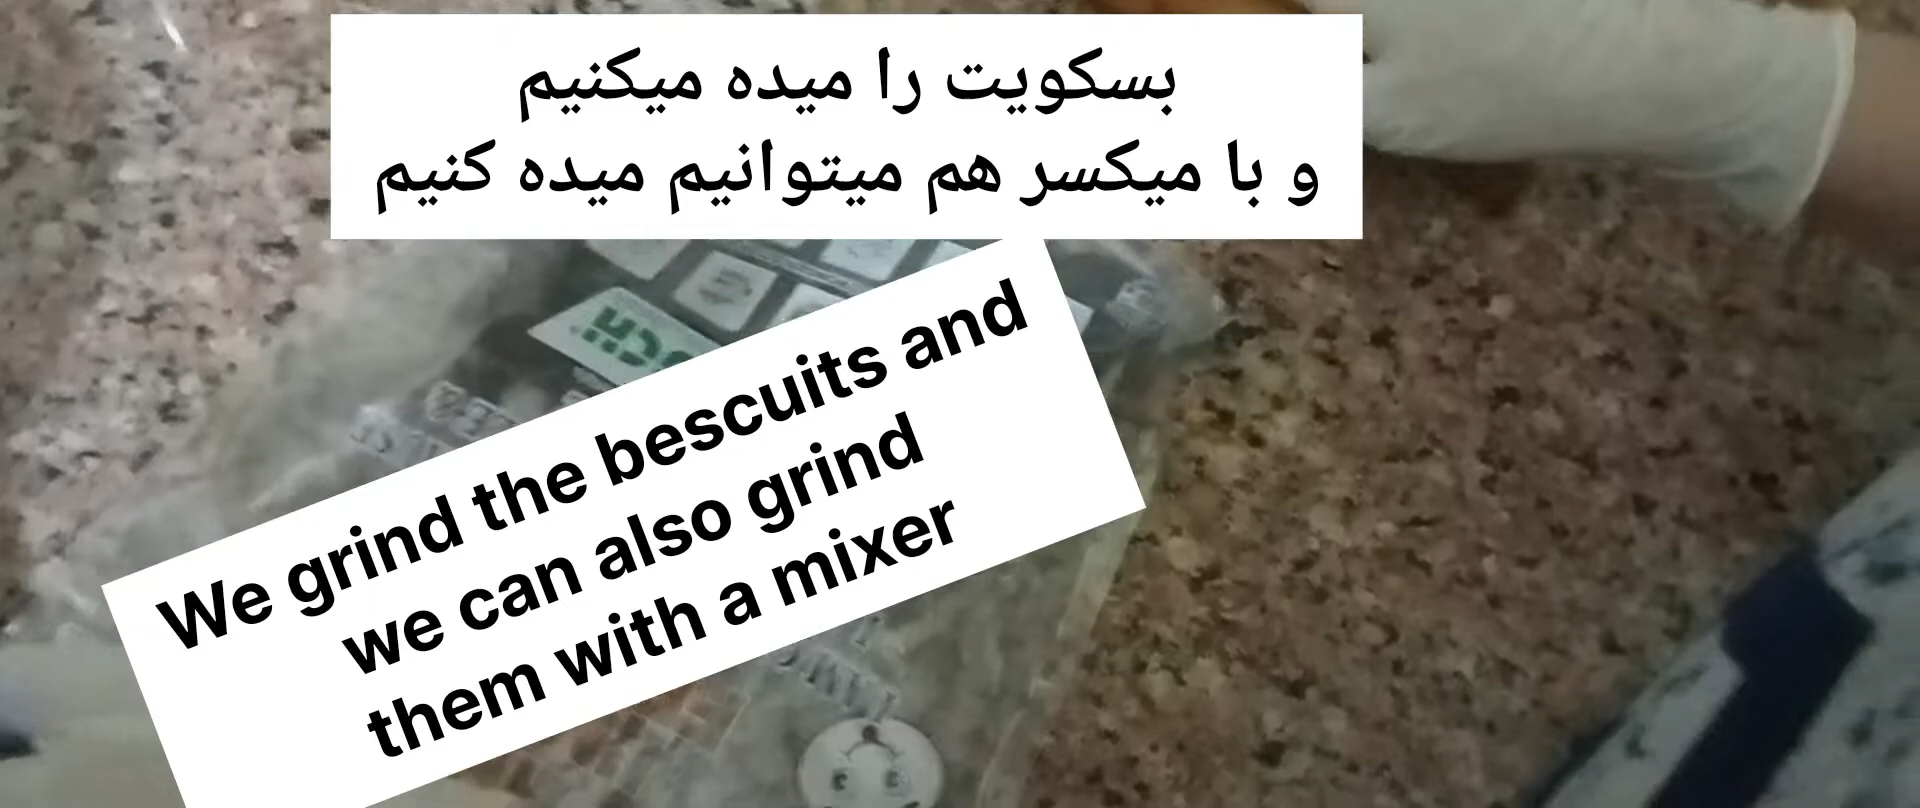 بسکویت را میده میکنیم
و با میکسر هم میتوانیم میده کنیم
We grind the bescuits and
we can also grind
them with a mixer